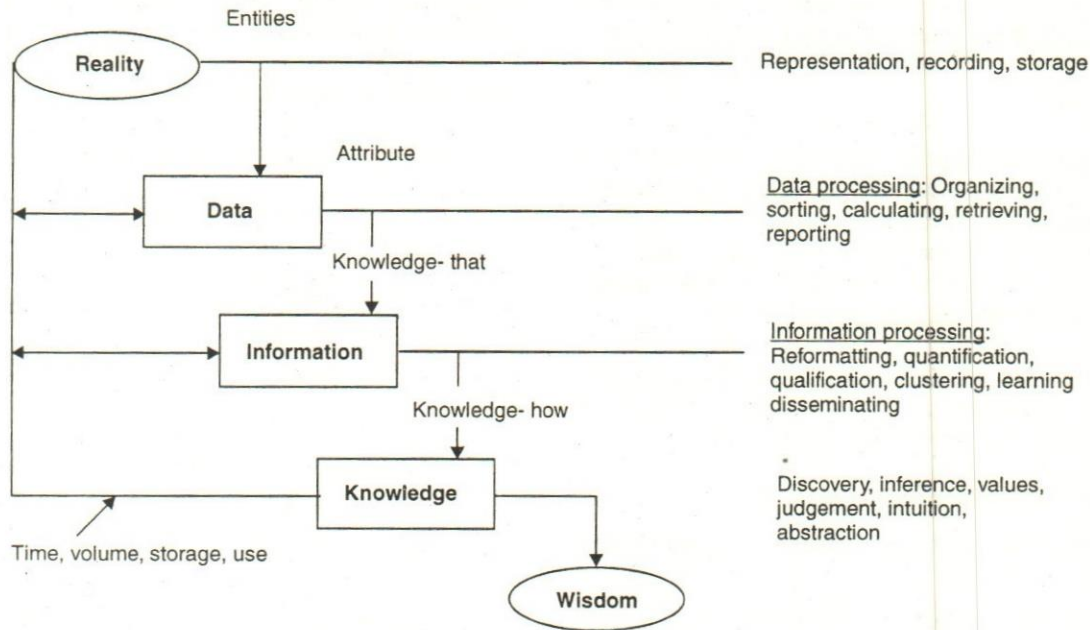 Entities
Reality
Representation, recording, storage
Attribute
Data
Data processing: Organizing,
sorting, calculating, retrieving,
reporting
Knowledge- that
Information
Information processing:
Reformatting, quantification,
qualification, clustering, learning
disseminating
Knowledge- how
Knowledge
Discovery, inference, values,
judgement, intuition,
abstraction
Time, volume, storage, use
Wisdom